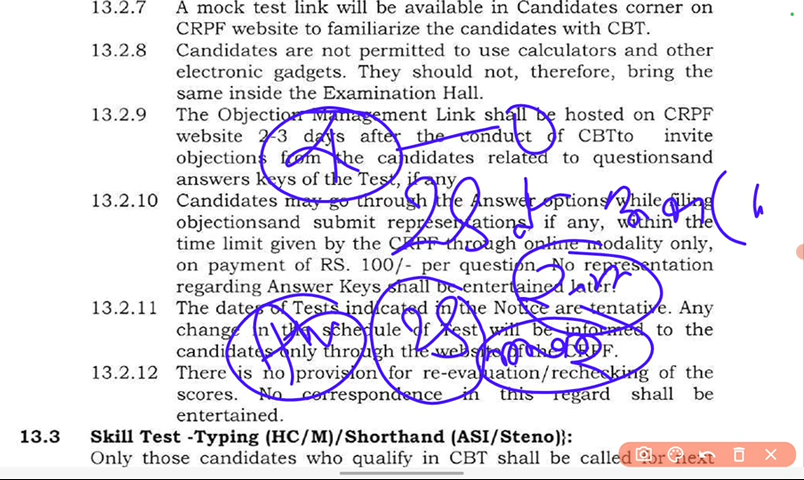 13.2.7 A mock test link will be available in Candidates corner on
CRPF website to familiarize the candidates with CBT.
13.2.8 Candidates are not permitted to use calculators and other
electronic gadgets. They should not, therefore, bring the
same inside the Examination Hall.
13.2.9 The Objection Management Link shall be hosted on CRPF
website 2-3 days after the conduct of CBTto invite
objections from the candidates related to questionsand
answers keys of the Test, if any.
13.2.10 Candidates may go through the Answer options while filing
objectionsand submit representations, if any, within the
time limit given by the CRPF through online modality only,
on payment of RS. 100/- per question. No representation
regarding Answer Keys shall be entertained later.
13.2.11 The dates of Tests indicated in the Notice are tentative. Any
change in the schedule of Test will be informed to the
candidates only through the website of the CRPF.
13.2.12 There is no provision for re-evaluation/rechecking of the
scores. No correspondence in this regard shall be
entertained.
13.3 Skill Test -Typing (HC/M)/Shorthand (ASI/Steno)}:
Only those candidates who qualify in CBT shall be called for next
28
28